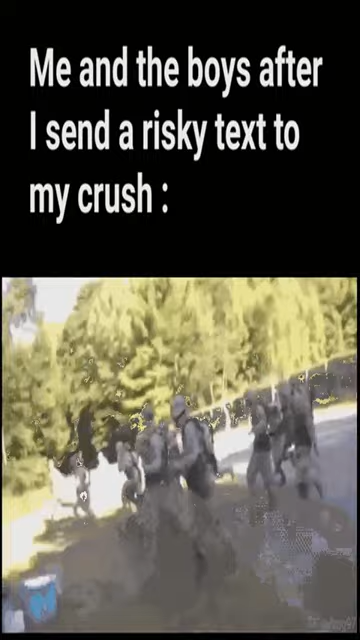 Me and the boys after
I send a risky text to
my crush :